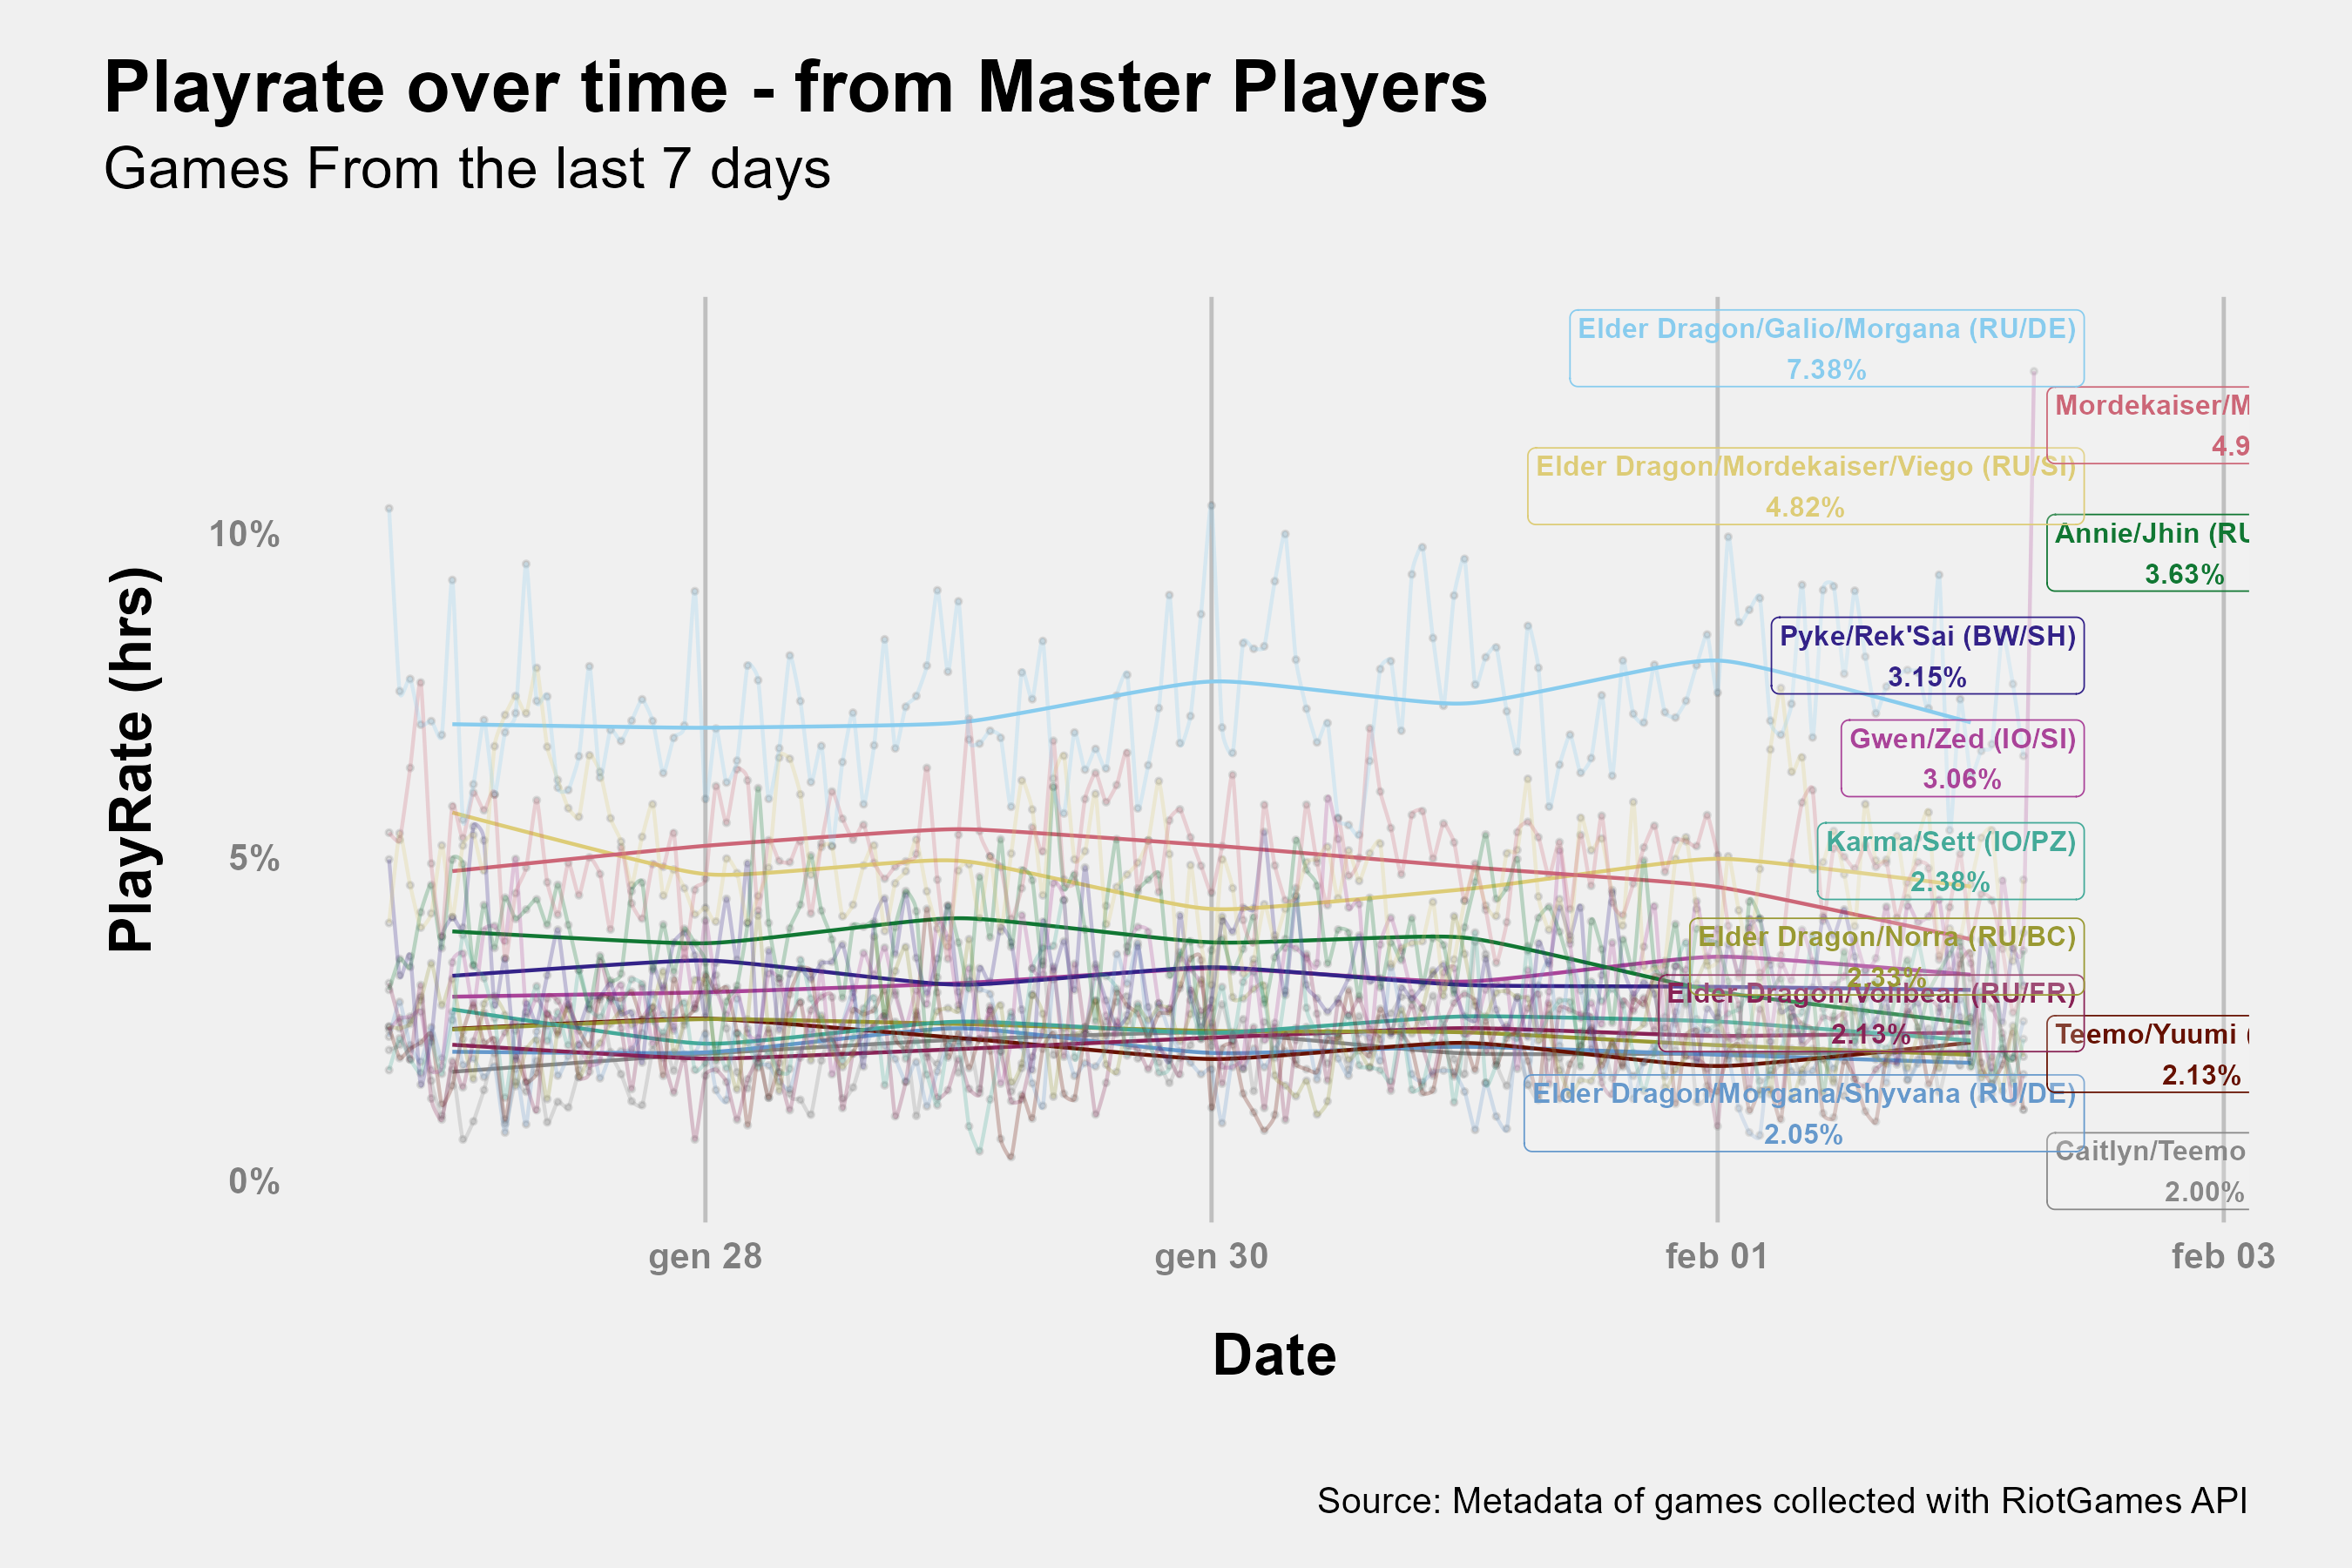 Playrate over time - from Master Players
Games From the last 7 days
PlayRate (hrs)
10%
5%
0%
Elder Dragon/Galio/Morgana (RU/DE)
7.38%
Mordekaiser/M
4.9
Elder Dragon/Mordekaiser/Viego (RU/SI)
4.82%
Annie/Jhin (RU
3.63%
Pyke/Rek'Sai (BW/SH)
3.15%
Gwen/Zed (IO/SI)
3.06%
Karma/Sett (IO/PZ)
2.38%
Elder Dragon/Norra (RU/BC)
2.33%
Elder Dragon/Volibear (RU/FR)
2.13%
Teemo/Yuumi (
2.13%
Elder Dragon/Morgana/Shyvana (RU/DE)
2.05%
Caitlyn/Teemo
2.00%
gen 28
gen 30
feb 01
feb 03
Date
Source: Metadata of games collected with RiotGames API